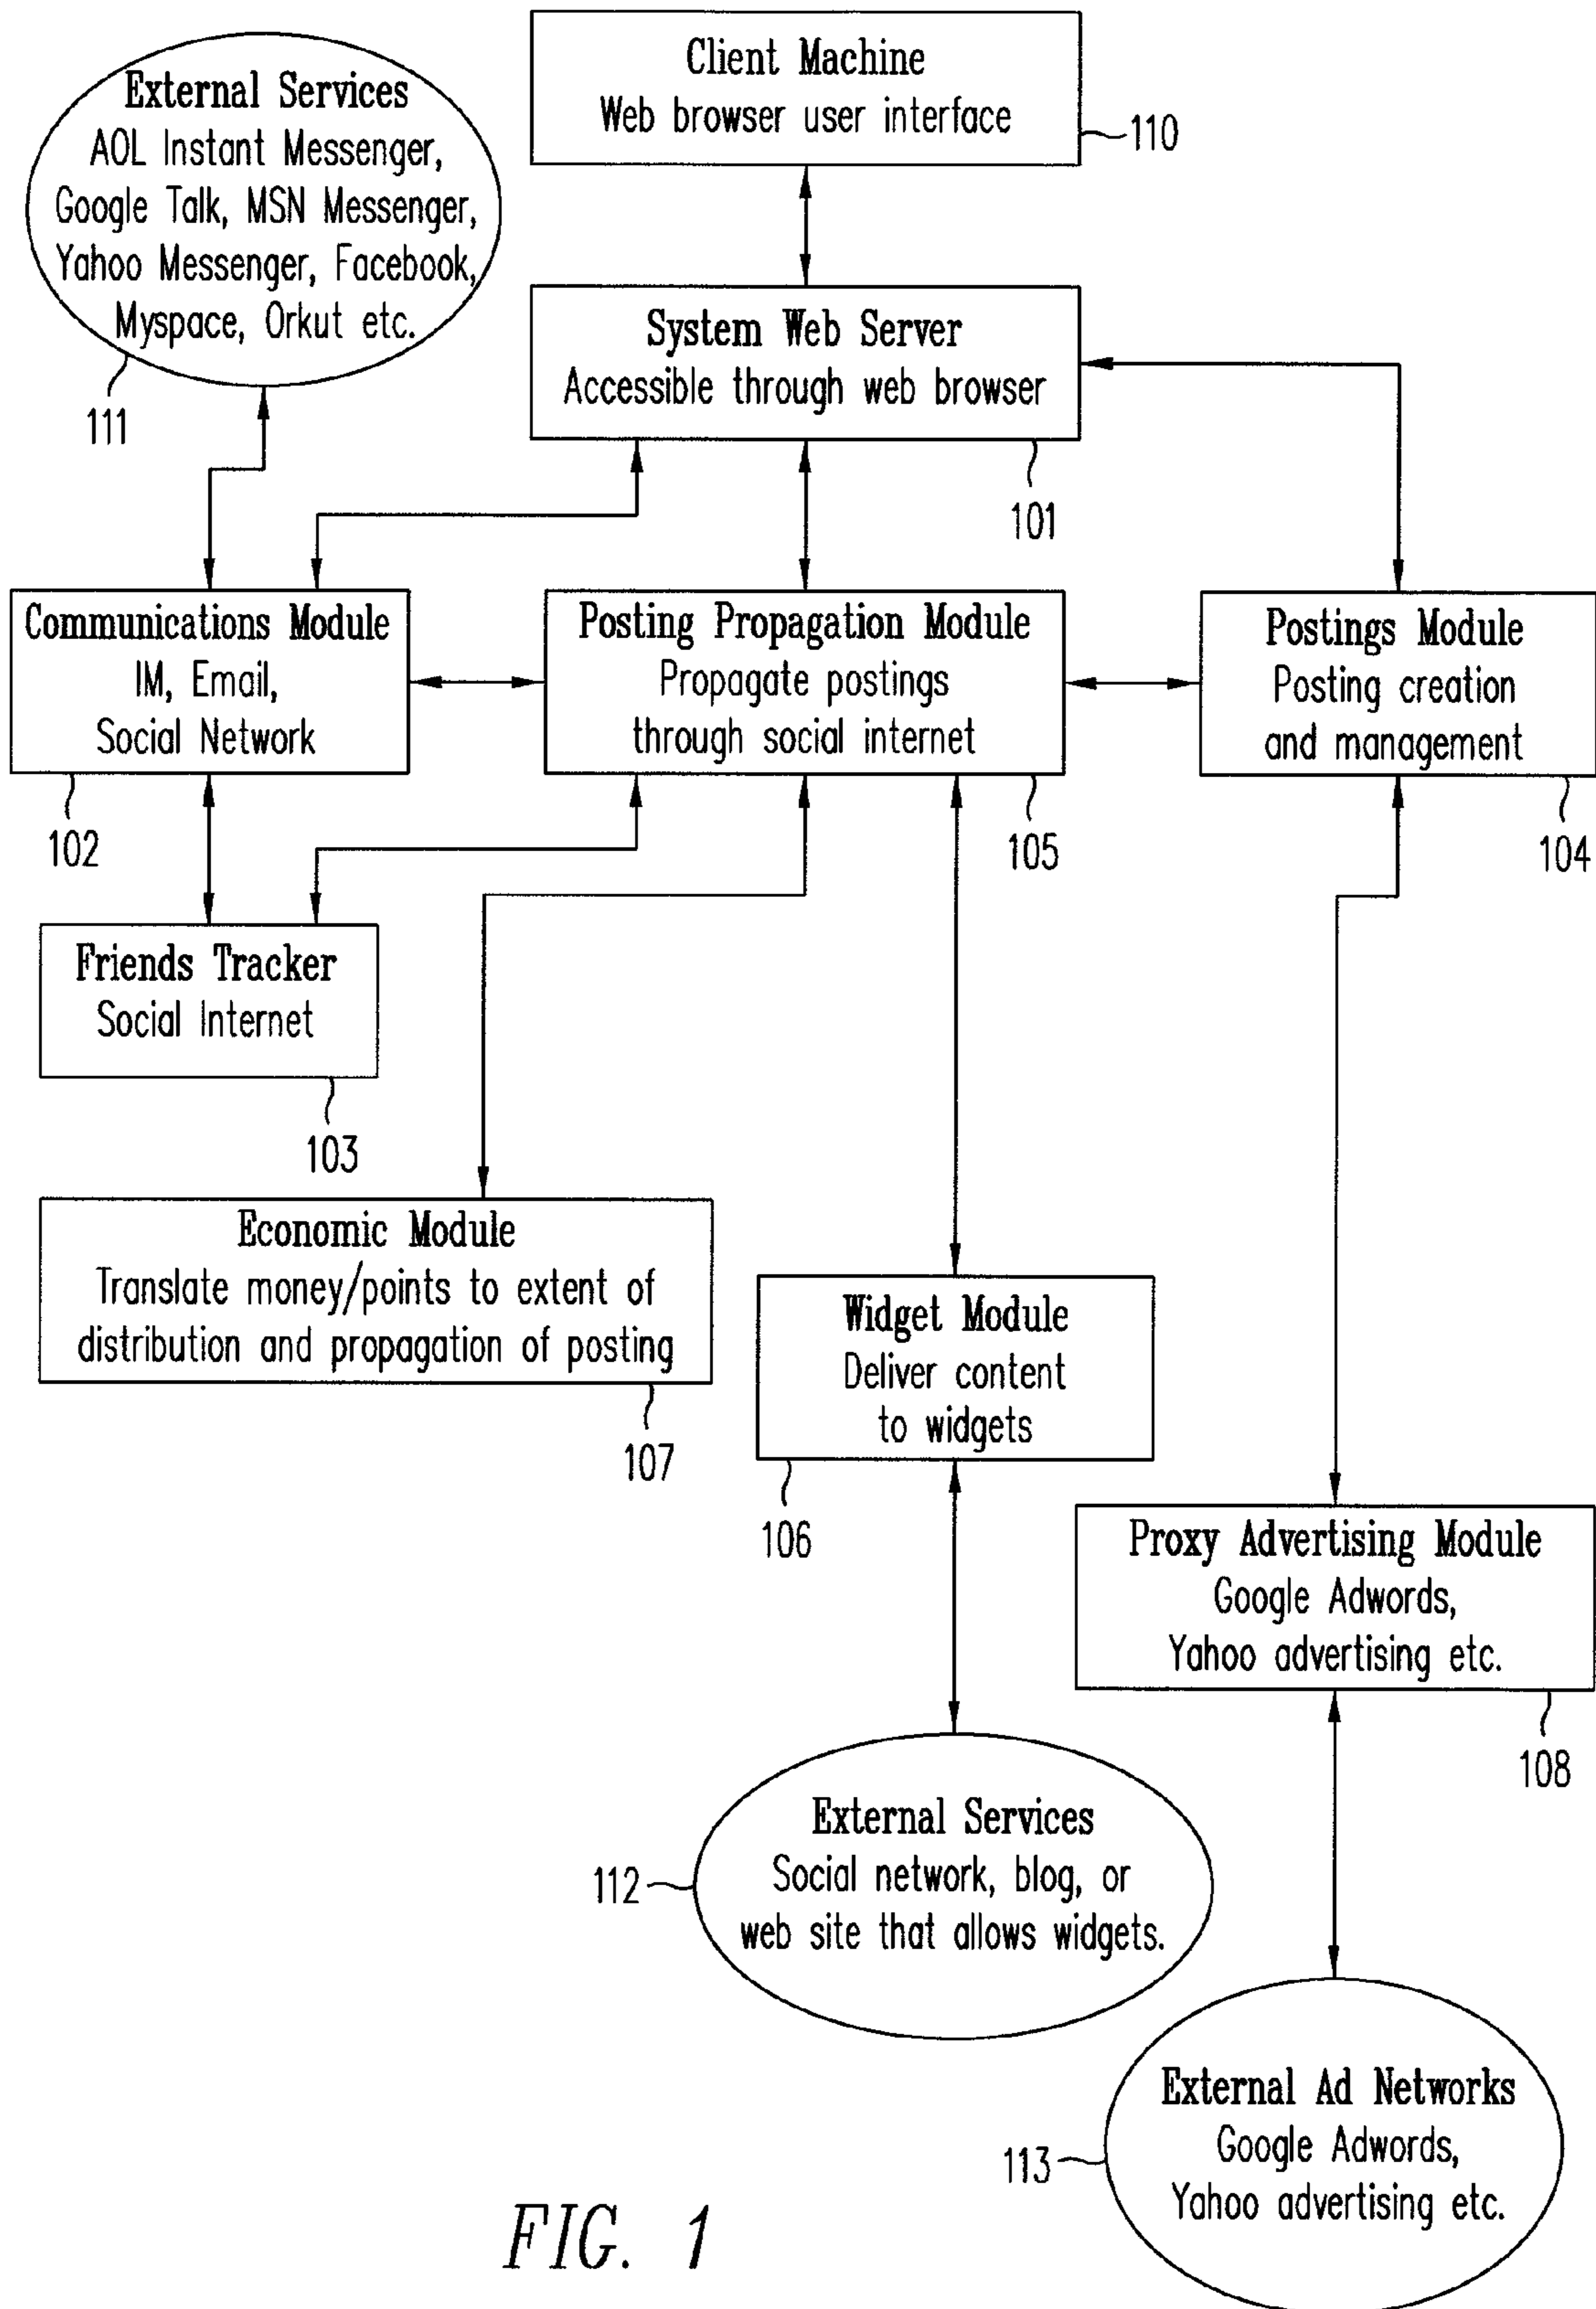 Client Machine
Web browser user interface
110
External Services
AOL Instant Messenger,
Google Talk, MSN Messenger,
Yahoo Messenger, Facebook,
Myspace, Orkut etc.
111
System Web Server
Accessible through web browser
101
Communications Module
IM, Email,
Social Network
102
Posting Propagation Module
Propagate postings
through social internet
105
Postings Module
Posting creation
and management
104
Friends Tracker
Social Internet
103
Economic Module
Translate money/points to extent of
distribution and propagation of posting
107
Widget Module
Deliver content
to widgets
106
Proxy Advertising Module
Google Adwords,
Yahoo advertising etc.
108
External Services
Social network, blog, or
web site that allows widgets.
112
External Ad Networks
Google Adwords,
Yahoo advertising etc.
113
FIG. 1